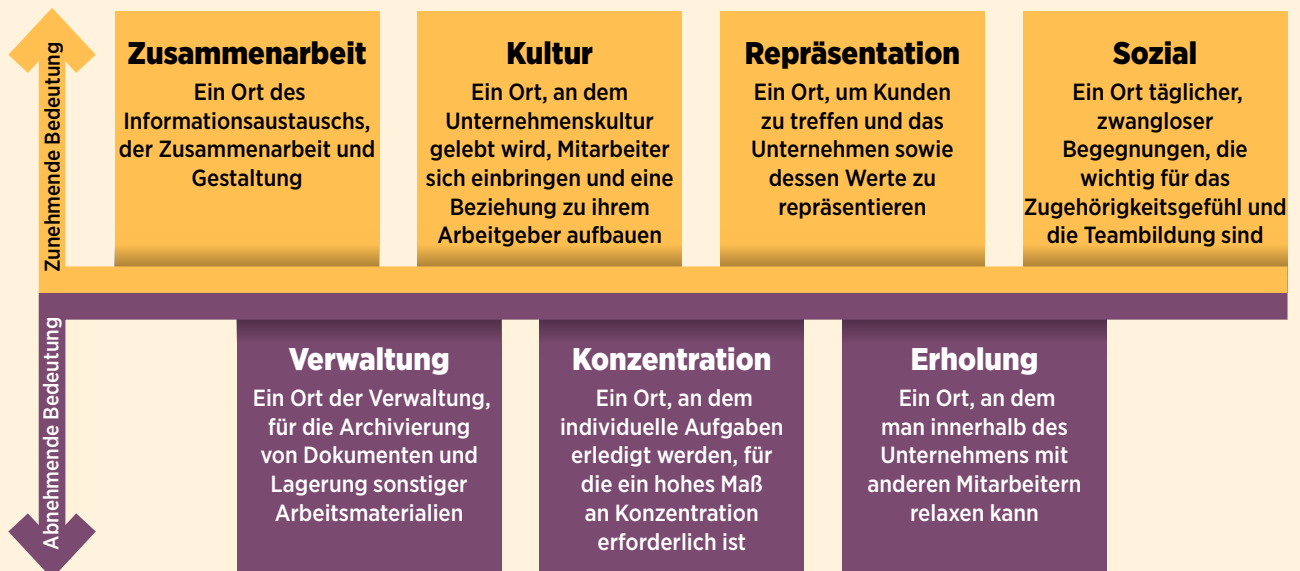 Zunehmende Bedeutung
Zusammenarbeit
Ein Ort des
Informationsaustauschs,
der Zusammenarbeit und
Gestaltung
Kultur
Ein Ort, an dem
Unternehmenskultur
gelebt wird, Mitarbeiter
sich einbringen und eine
Beziehung zu ihrem
Arbeitgeber aufbauen
Repräsentation
Ein Ort, um Kunden
zu treffen und das
Unternehmen sowie
dessen Werte zu
repräsentieren
Sozial
Ein Ort täglicher,
zwangloser
Begegnungen, die
wichtig für das
Zugehörigkeitsgefühl und
die Teambildung sind
Abnehmende Bedeutung
Verwaltung
Ein Ort der Verwaltung,
für die Archivierung
von Dokumenten und
Lagerung sonstiger
Arbeitsmaterialien
Konzentration
Ein Ort, an dem
individuelle Aufgaben
erledigt werden, für
die ein hohes Maß
an Konzentration
erforderlich ist
Erholung
Ein Ort, an dem
man innerhalb des
Unternehmens mit
anderen Mitarbeitern
relaxen kann